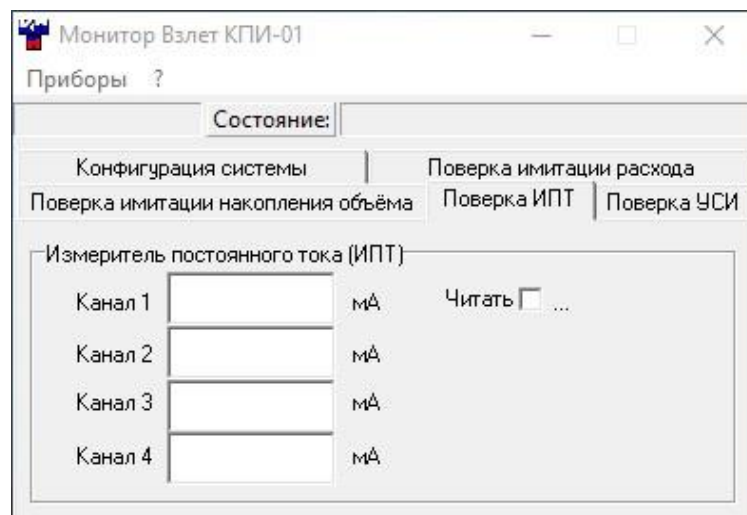 Монитор Взлет КПИ-01
Приборы ?
Состояние:
Конфигурация системы Поверка имитации расхода
Поверка имитации накопления объёма Поверка ИПТ Поверка УСИ
Измеритель постоянного тока (ИПТ)
Канал 1 мА Читать ...
Канал 2 мА
Канал 3 мА
Канал 4 мА